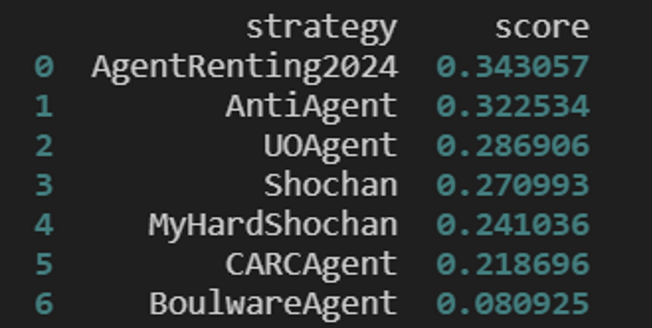 strategy score
0 AgentRenting2024 0.343057
1 AntiAgent 0.322534
2 UOAgent 0.286906
3 Shochan 0.270993
4 MyHardShochan 0.241036
5 CARCAgent 0.218696
6 BoulwareAgent 0.080925